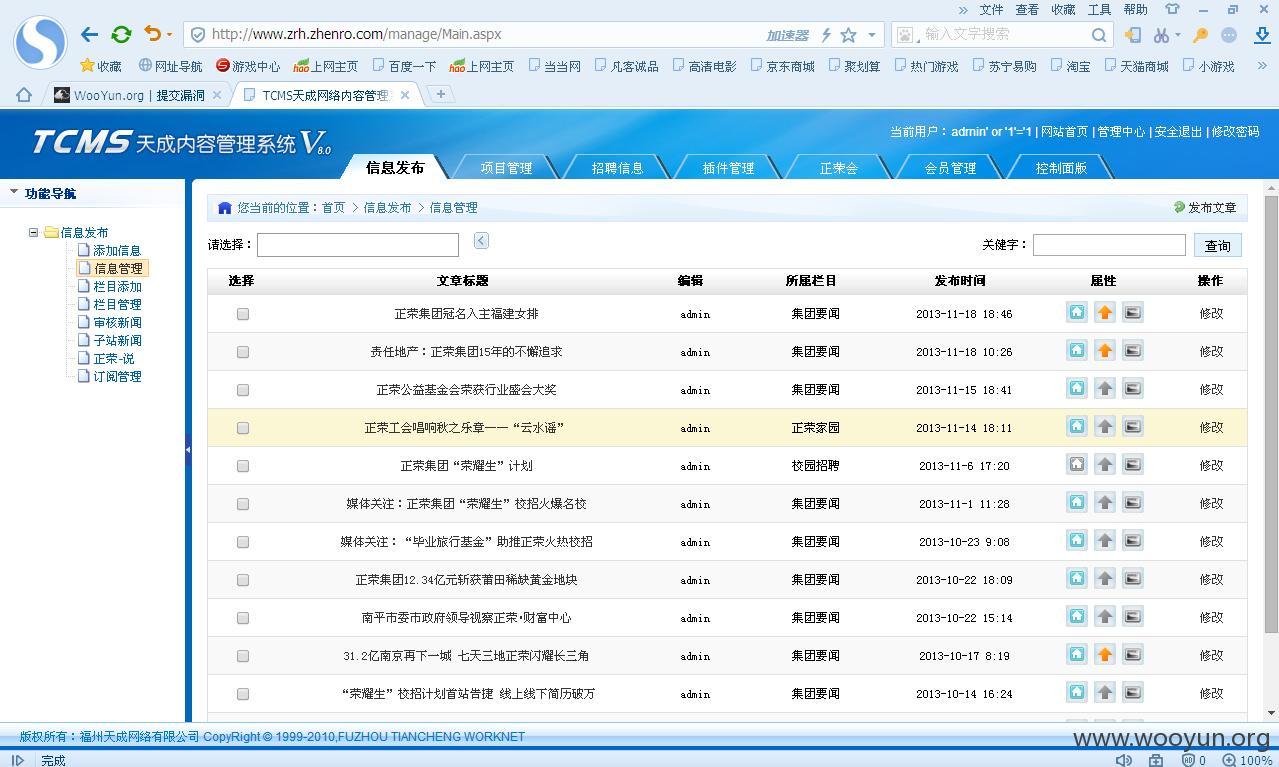 » 文件 查看 收藏 工具 帮助
http://www.zrh.zhenro.com/manage/Main.aspx 加速器 输入文字搜索
收藏 网址导航 游戏中心 hao 上网主页 百度一下 hao 上网主页 当当网 凡客诚品 高清电影 京东商城 聚划算 热门游戏 苏宁易购 淘宝 天猫商城 小游戏 »
WooYun.org | 提交漏洞 TCMS天成网络内容管理
TCMS 天成内容管理系统 V8.0
当前用户：admin' or '1'='1 | 网站首页 | 管理中心 | 安全退出 | 修改密码
信息发布 项目管理 招聘信息 插件管理 正荣会 会员管理 控制面版
功能导航
信息发布
添加信息
信息管理
栏目添加
栏目管理
审核新闻
子站新闻
正荣-说
订阅管理
您当前的位置：首页 > 信息发布 > 信息管理 发布文章
请选择： 关健字： 查询
选择 文章标题 编辑 所属栏目 发布时间 属性 操作
正荣集团冠名入主福建女排 admin 集团要闻 2013-11-18 18:46 修改
责任地产：正荣集团15年的不懈追求 admin 集团要闻 2013-11-18 10:26 修改
正荣公益基金会荣获行业盛会大奖 admin 集团要闻 2013-11-15 18:41 修改
正荣工会唱响秋之乐章——“云水谣” admin 正荣家园 2013-11-14 18:11 修改
正荣集团“荣耀生”计划 admin 校园招聘 2013-11-6 17:20 修改
媒体关注：正荣集团“荣耀生”校招火爆名校 admin 集团要闻 2013-11-1 11:28 修改
媒体关注：“毕业旅行基金”助推正荣火热校招 admin 集团要闻 2013-10-23 9:08 修改
正荣集团12.34亿元斩获莆田稀缺黄金地块 admin 集团要闻 2013-10-22 18:09 修改
南平市委市政府领导视察正荣·财富中心 admin 集团要闻 2013-10-22 15:14 修改
31.2亿南京再下一城 七天三地正荣闪耀长三角 admin 集团要闻 2013-10-17 8:19 修改
“荣耀生”校招计划首站告捷 线上线下简历破万 admin 集团要闻 2013-10-14 16:24 修改
版权所有：福州天成网络有限公司 CopyRight © 1999-2010,FUZHOU TIANCHENG WORKNET
www.wooyun.org
完成 0 100%